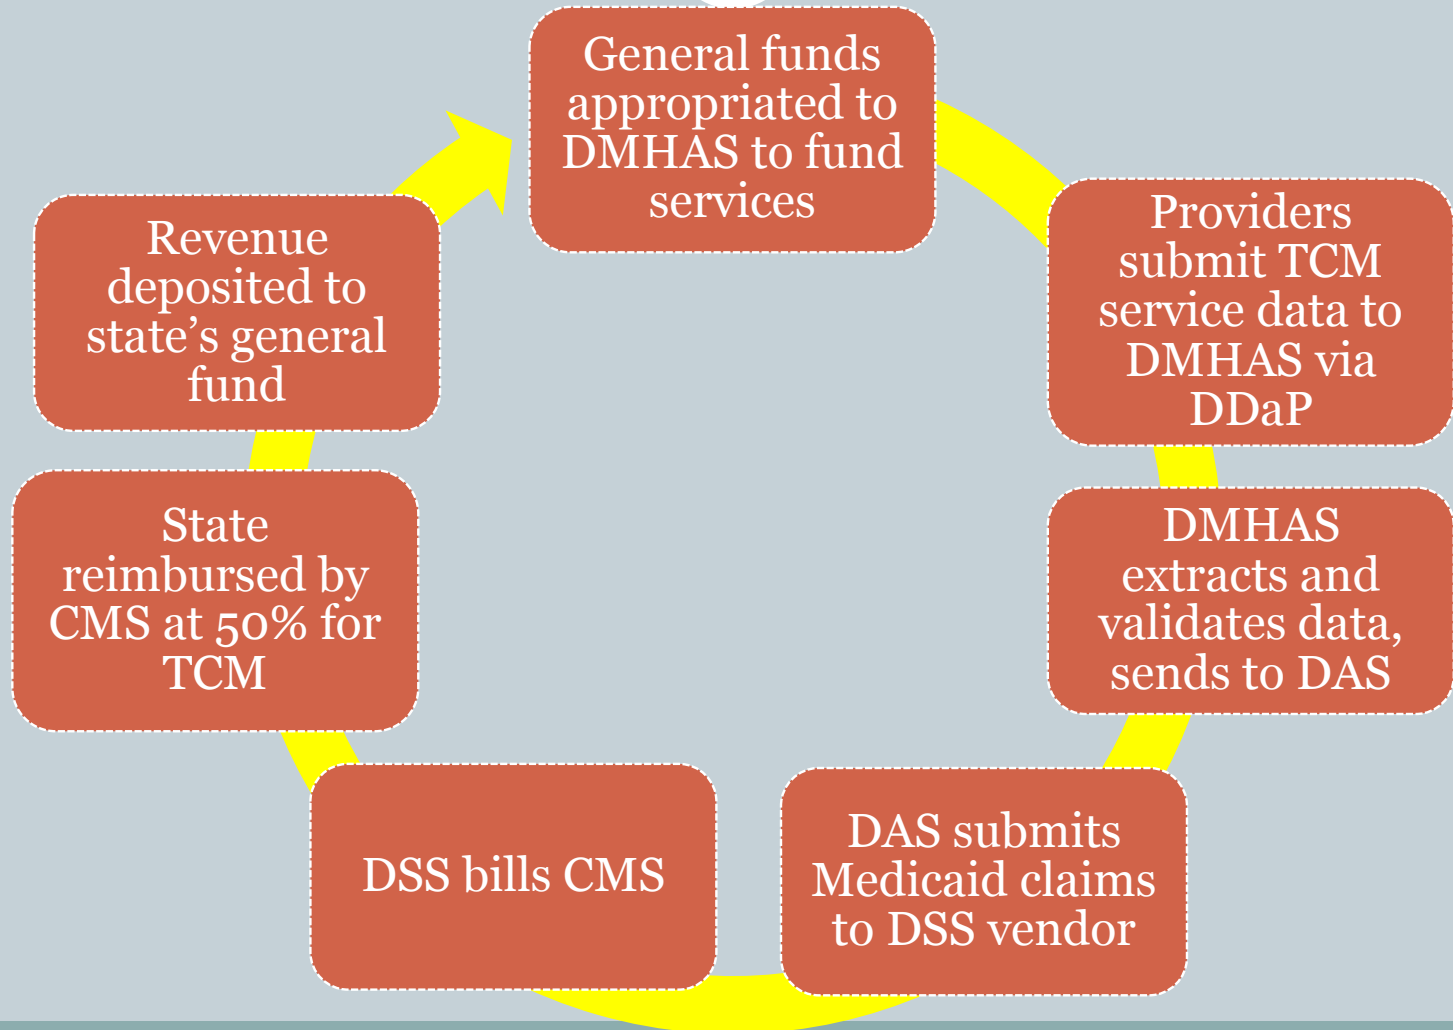 General funds
appropriated to
DMHAS to fund
services
Providers
submit TCM
service data to
DMHAS via
DDaP
DMHAS
extracts and
validates data,
sends to DAS
DAS submits
Medicaid claims
to DSS vendor
DSS bills CMS
State
reimbursed by
CMS at 50% for
TCM
Revenue
deposited to
state’s general
fund